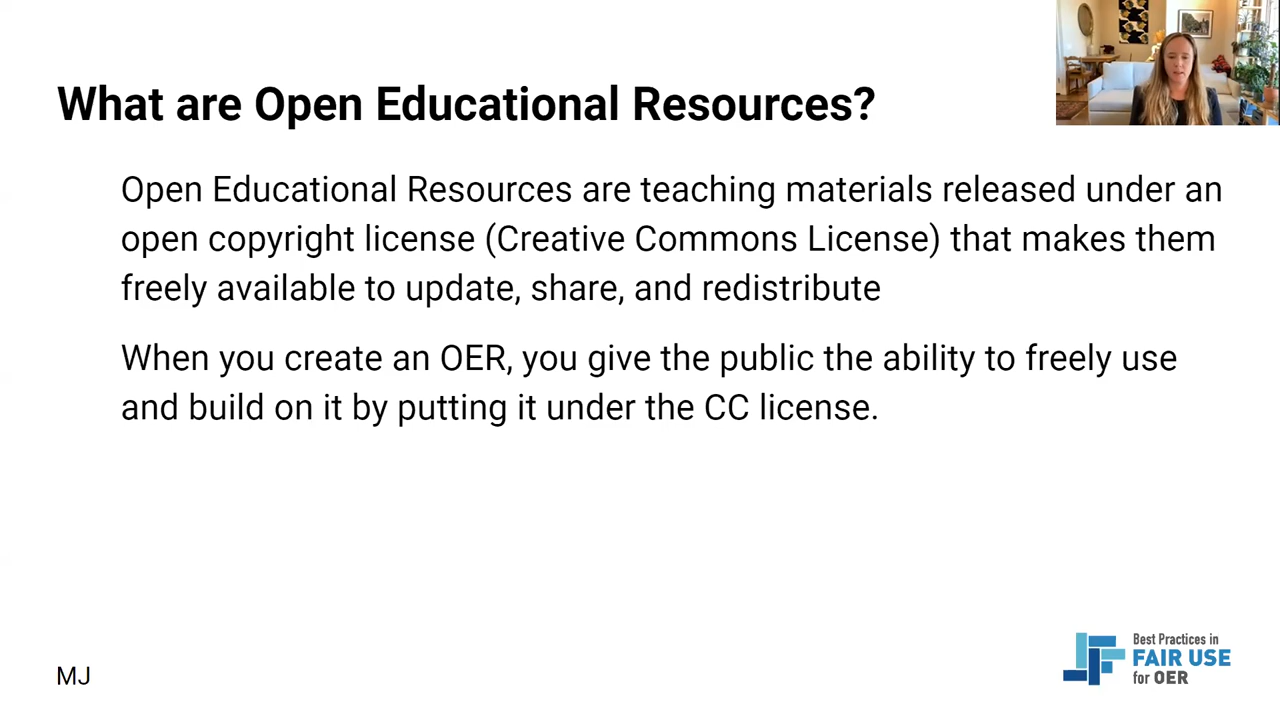 What are Open Educational Resources?
Open Educational Resources are teaching materials released under an
open copyright license (Creative Commons License) that makes them
freely available to update, share, and redistribute
When you create an OER, you give the public the ability to freely use
and build on it by putting it under the CC license.
MJ
Best Practices in
FAIR USE
for OER